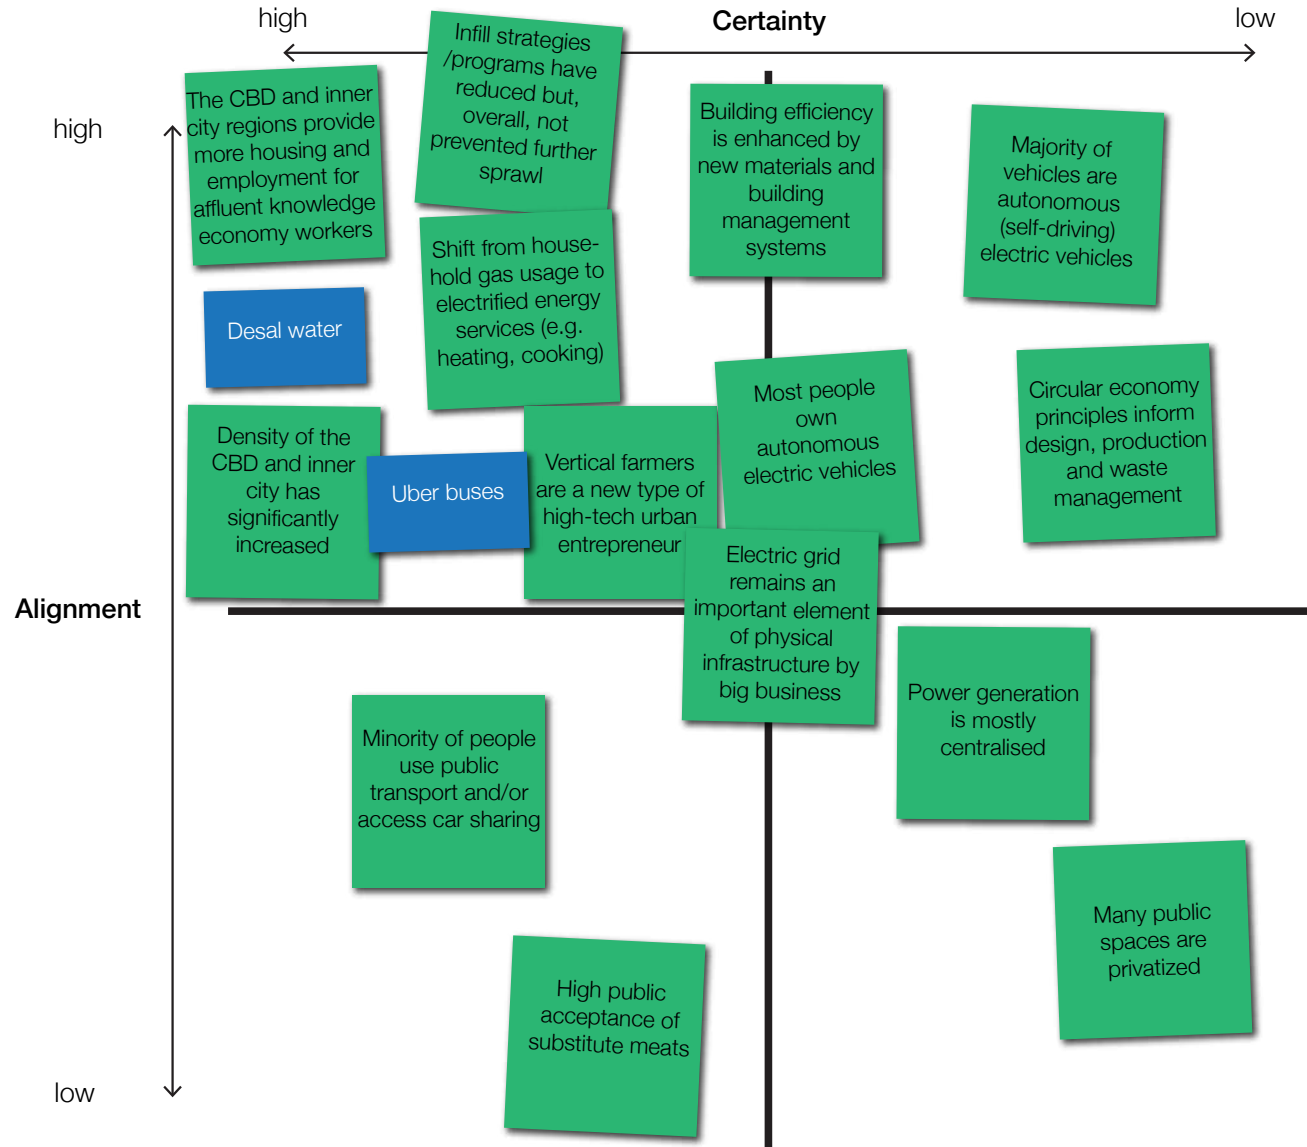 high
Certainty
low
high
Alignment
low
The CBD and inner
city regions provide
more housing and
employment for
affluent knowledge
economy workers
Infill strategies
/programs have
reduced but,
overall, not
prevented further
sprawl
Building efficiency
is enhanced by
new materials and
building
management
systems
Majority of
vehicles are
autonomous
(self-driving)
electric vehicles
Desal water
Shift from house-
hold gas usage to
electrified energy
services (e.g.
heating, cooking)
Most people
own
autonomous
electric vehicles
Circular economy
principles inform
design, production
and waste
management
Density of the
CBD and inner
city has
significantly
increased
Uber buses
Vertical farmers
are a new type of
high-tech urban
entrepreneur
Electric grid
remains an
important element
of physical
infrastructure by
big business
Power generation
is mostly
centralised
Minority of people
use public
transport and/or
access car sharing
Many public
spaces are
privatized
High public
acceptance of
substitute meats